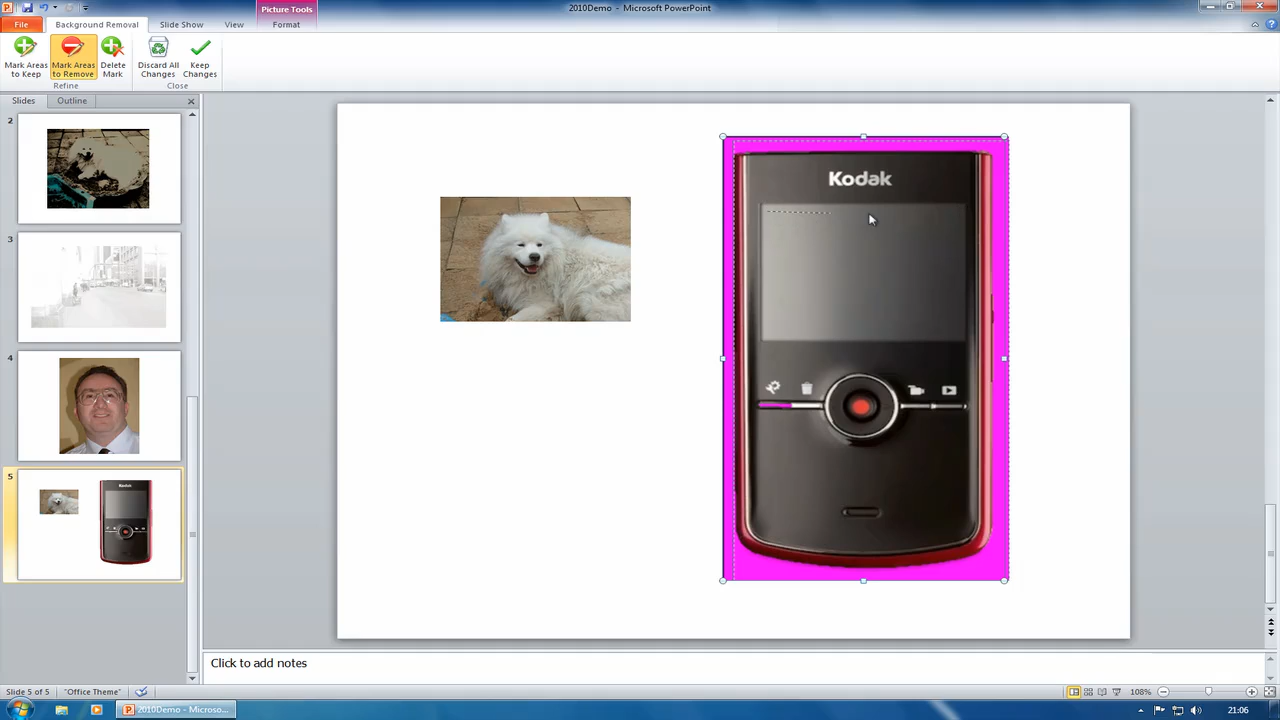 2010Demo - Microsoft PowerPoint
Picture Tools
File
Background Removal
Slide Show
View
Format
Mark Areas to Keep
Mark Areas to Remove
Delete Mark
Discard All Changes
Keep Changes
Refine
Close
Slides
Outline
2
3
4
5
Kodak
Kodak
Click to add notes
Slide 5 of 5
"Office Theme"
108%
2010Demo - Microso...
21:06